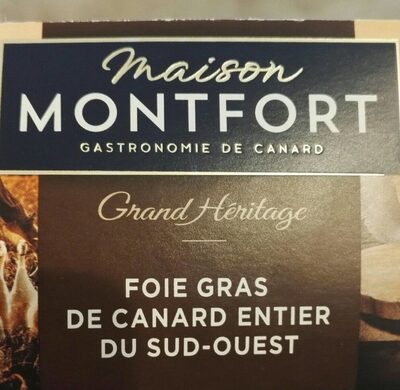 Maison
MONTFORT
GASTRONOMIE DE CANARD
Grand Héritage
FOIE GRAS
DE CANARD ENTIER
DU SUD-OUEST